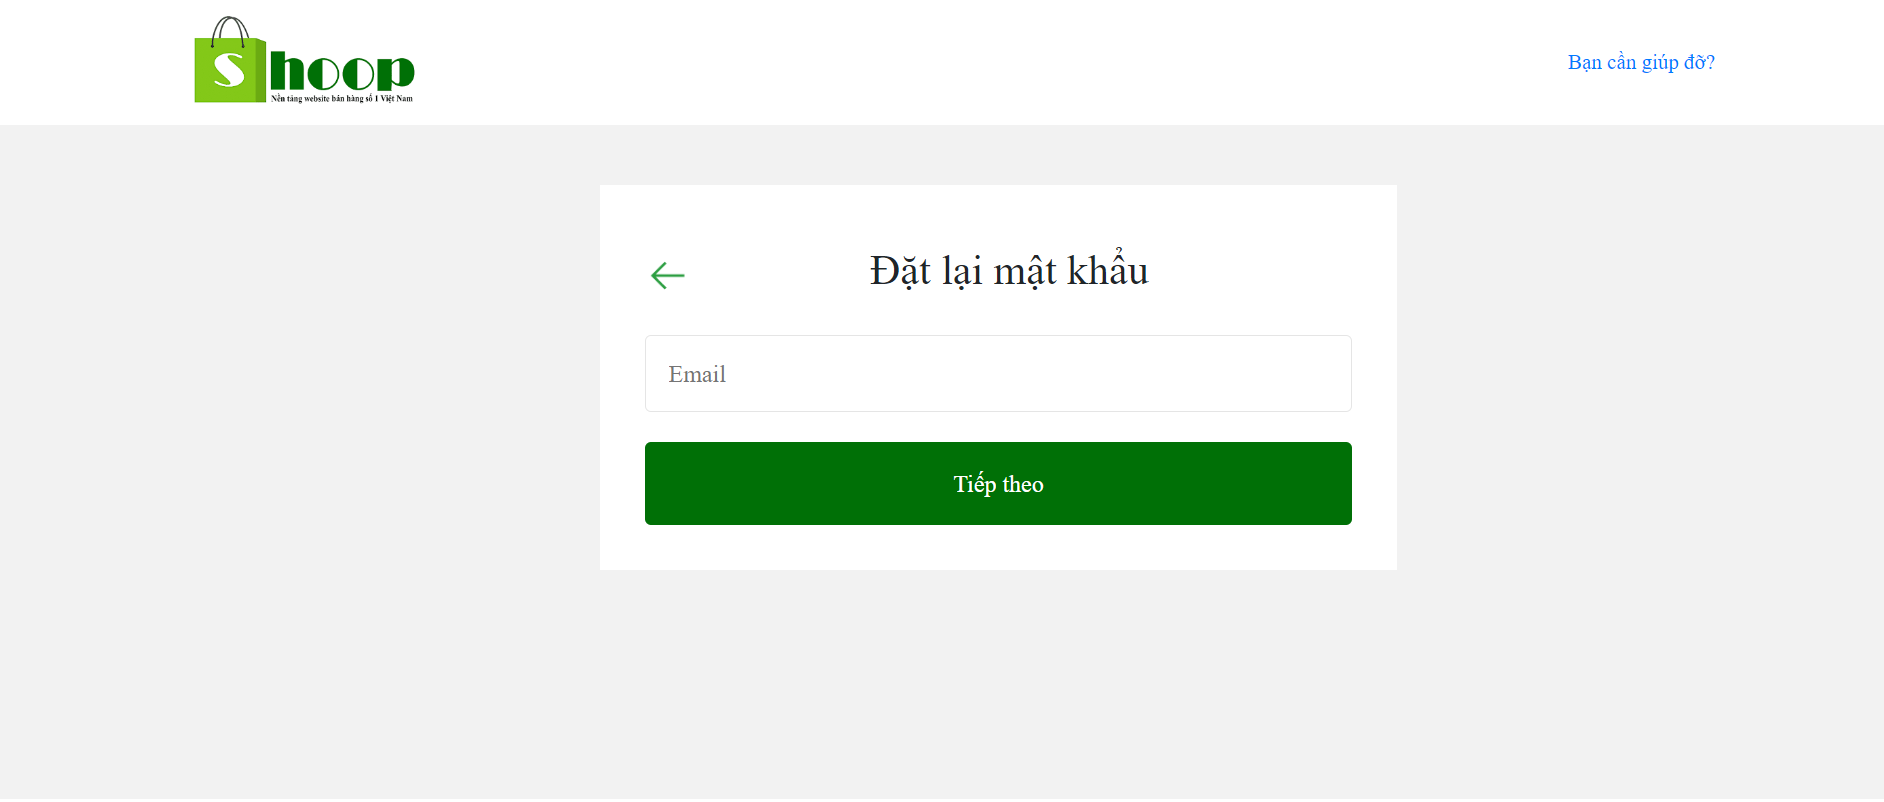 Shoop
Nền tảng website bán hàng số 1 Việt Nam
Bạn cần giúp đỡ?
Đặt lại mật khẩu
Email
Tiếp theo